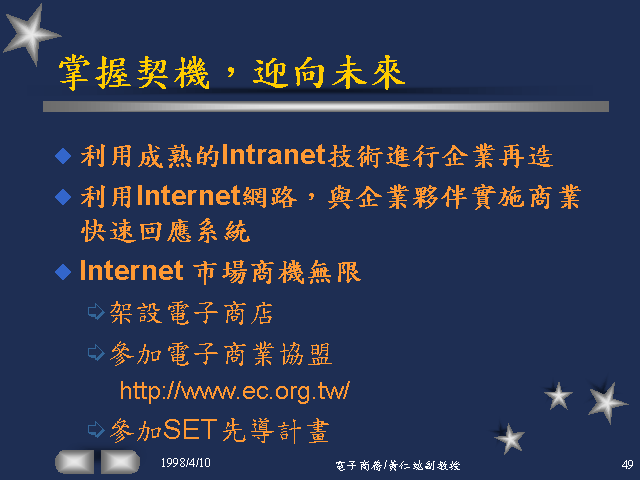 掌握契機，迎向未來
利用成熟的Intranet技術進行企業再造
利用Internet網路，與企業夥伴實施商業
快速回應系統
Internet 市場商機無限
架設電子商店
參加電子商業協盟
http://www.ec.org.tw/
參加SET先導計畫
1998/4/10
電子商務/黃仁 副教授
49